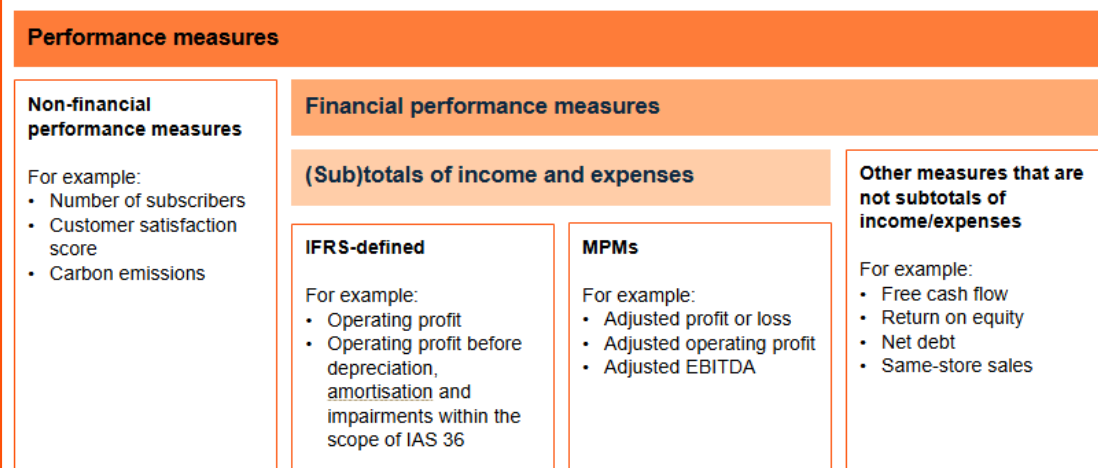 Performance measures
Non-financial
performance measures
For example:
• Number of subscribers
• Customer satisfaction
score
• Carbon emissions
Financial performance measures
(Sub)totals of income and expenses
IFRS-defined
For example:
• Operating profit
• Operating profit before
depreciation,
amortisation and
impairments within the
scope of IAS 36
MPMs
For example:
• Adjusted profit or loss
• Adjusted operating profit
• Adjusted EBITDA
Other measures that are
not subtotals of
income/expenses
For example:
• Free cash flow
• Return on equity
• Net debt
• Same-store sales